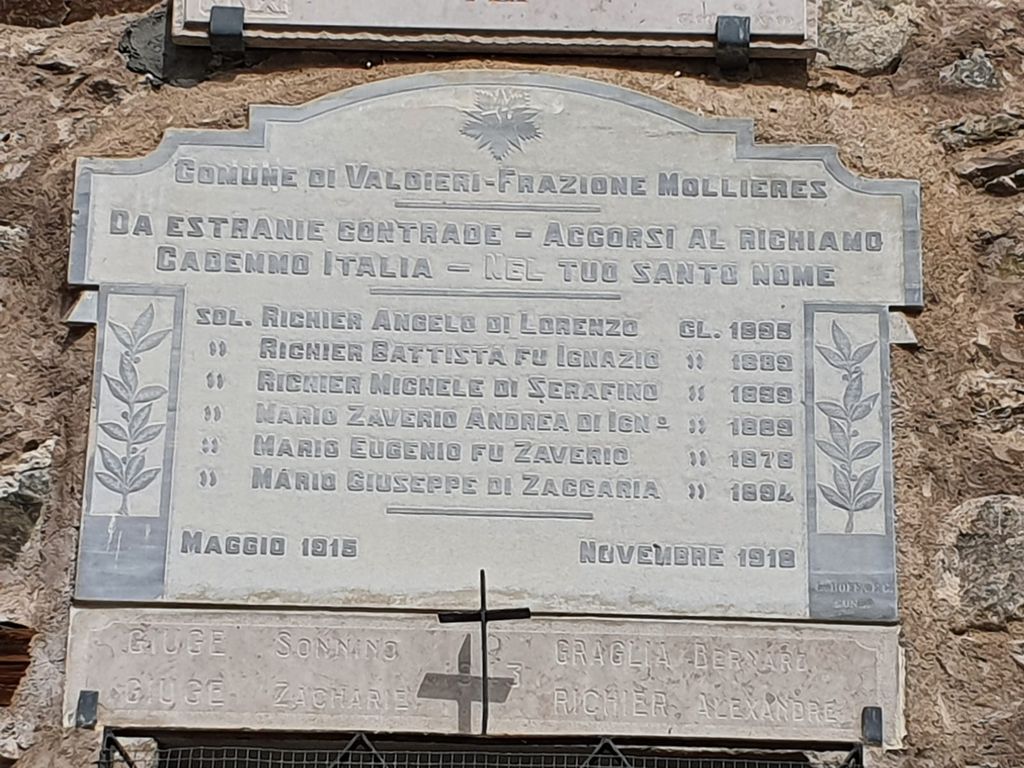 COMUNE DI VALDIERI-FRAZIONE MOLLIERES
DA ESTRANIE CONTRADE - ACCORSI AL RICHIAMO
CADEMMO ITALIA - NEL TUO SANTO NOME
SOL. RICHIER ANGELO DI LORENZO CL. 1895
" RICHIER BATTISTA FU IGNAZIO " 1889
" RICHIER MICHELE DI SERAFINO " 1899
" MARIO ZAVERIO ANDREA DI IGNº " 1889
" MARIO EUGENIO FU ZAVERIO " 1878
" MARIO GIUSEPPE DI ZACCARIA " 1894
MAGGIO 1915 NOVEMBRE 1918
GIUGE SONNINO GRAGLIA BERNARD
GIUGE ZACHARIE RICHIER ALEXANDRE